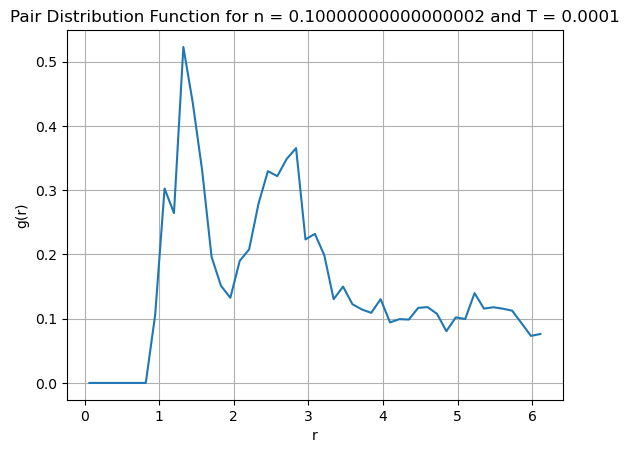 Pair Distribution Function for n = 0.10000000000000002 and T = 0.0001
0.5
0.4
0.3
0.2
0.1
0.0
g(r)
0 1 2 3 4 5 6
r